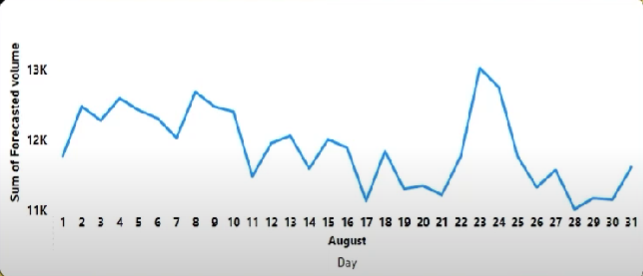 Sum of Forecasted volume
13K
12K
11K
1 2 3 4 5 6 7 8 9 10 11 12 13 14 15 16 17 18 19 20 21 22 23 24 25 26 27 28 29 30 31
August
Day